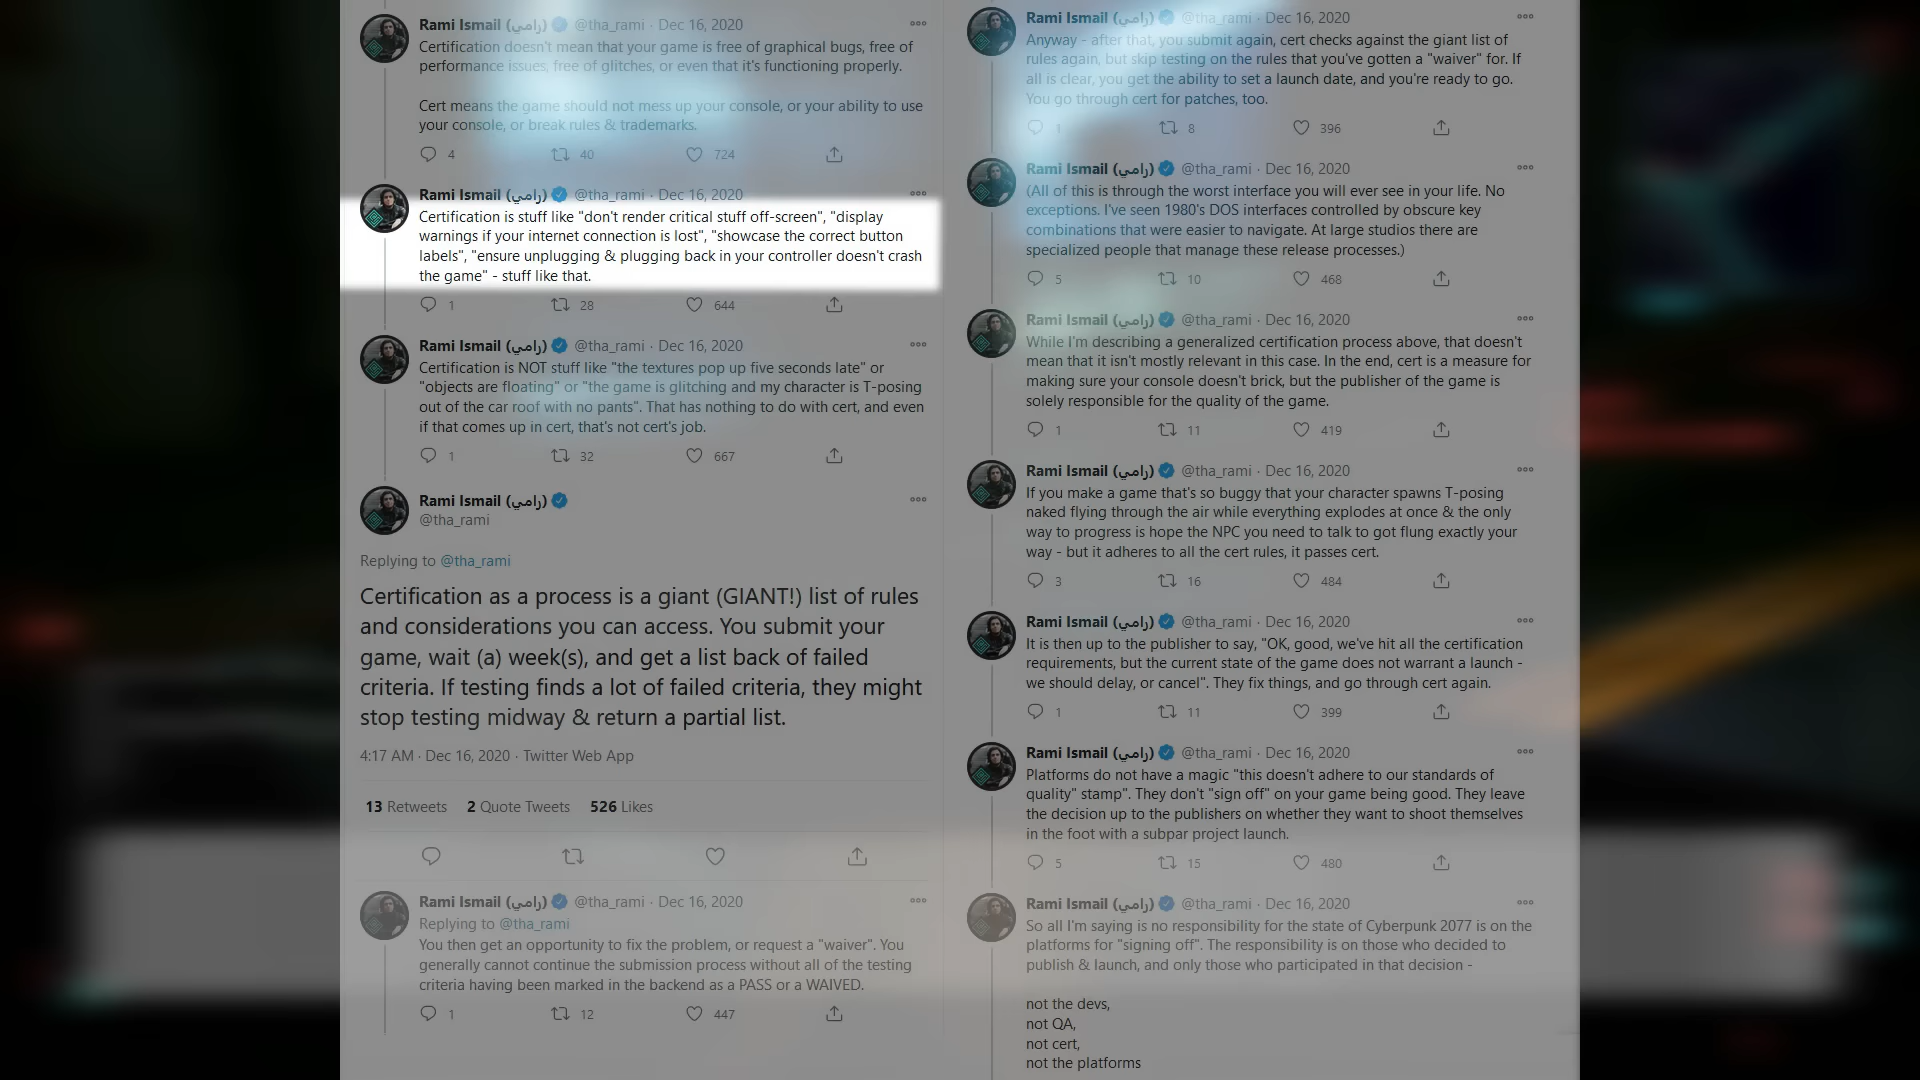 Rami Ismail (رامي) @tha_rami · Dec 16, 2020
Certification doesn't mean that your game is free of graphical bugs, free of
performance issues, free of glitches, or even that it's functioning properly.
Cert means the game should not mess up your console, or your ability to use
your console, or break rules & trademarks.
4 40 724
Rami Ismail (رامي) @tha_rami · Dec 16, 2020
Certification is stuff like "don't render critical stuff off-screen", "display
warnings if your internet connection is lost", "showcase the correct button
labels", "ensure unplugging & plugging back in your controller doesn't crash
the game" - stuff like that.
1 28 644
Rami Ismail (رامي) @tha_rami · Dec 16, 2020
Certification is NOT stuff like "the textures pop up five seconds late" or
"objects are floating" or "the game is glitching and my character is T-posing
out of the car roof with no pants". That has nothing to do with cert, and even
if that comes up in cert, that's not cert's job.
1 32 667
Rami Ismail (رامي)
@tha_rami
Replying to @tha_rami
Certification as a process is a giant (GIANT!) list of rules
and considerations you can access. You submit your
game, wait (a) week(s), and get a list back of failed
criteria. If testing finds a lot of failed criteria, they might
stop testing midway & return a partial list.
4:17 AM · Dec 16, 2020 · Twitter Web App
13 Retweets 2 Quote Tweets 526 Likes
Rami Ismail (رامي) @tha_rami · Dec 16, 2020
Replying to @tha_rami
You then get an opportunity to fix the problem, or request a "waiver". You
generally cannot continue the submission process without all of the testing
criteria having been marked in the backend as a PASS or a WAIVED.
1 12 447
Rami Ismail (رامي) @tha_rami · Dec 16, 2020
Anyway - after that, you submit again, cert checks against the giant list of
rules again, but skip testing on the rules that you've gotten a "waiver" for. If
all is clear, you get the ability to set a launch date, and you're ready to go.
You go through cert for patches, too.
1 8 396
Rami Ismail (رامي) @tha_rami · Dec 16, 2020
(All of this is through the worst interface you will ever see in your life. No
exceptions. I've seen 1980's DOS interfaces controlled by obscure key
combinations that were easier to navigate. At large studios there are
specialized people that manage these release processes.)
5 10 468
Rami Ismail (رامي) @tha_rami · Dec 16, 2020
While I'm describing a generalized certification process above, that doesn't
mean that it isn't mostly relevant in this case. In the end, cert is a measure for
making sure your console doesn't brick, but the publisher of the game is
solely responsible for the quality of the game.
1 11 419
Rami Ismail (رامي) @tha_rami · Dec 16, 2020
If you make a game that's so buggy that your character spawns T-posing
naked flying through the air while everything explodes at once & the only
way to progress is hope the NPC you need to talk to got flung exactly your
way - but it adheres to all the cert rules, it passes cert.
3 16 484
Rami Ismail (رامي) @tha_rami · Dec 16, 2020
It is then up to the publisher to say, "OK, good, we've hit all the certification
requirements, but the current state of the game does not warrant a launch -
we should delay, or cancel". They fix things, and go through cert again.
1 11 399
Rami Ismail (رامي) @tha_rami · Dec 16, 2020
Platforms do not have a magic "this doesn't adhere to our standards of
quality" stamp". They don't "sign off" on your game being good. They leave
the decision up to the publishers on whether they want to shoot themselves
in the foot with a subpar project launch.
5 15 480
Rami Ismail (رامي) @tha_rami · Dec 16, 2020
So all I'm saying is no responsibility for the state of Cyberpunk 2077 is on the
platforms for "signing off". The responsibility is on those who decided to
publish & launch, and only those who participated in that decision -
not the devs,
not QA,
not cert,
not the platforms